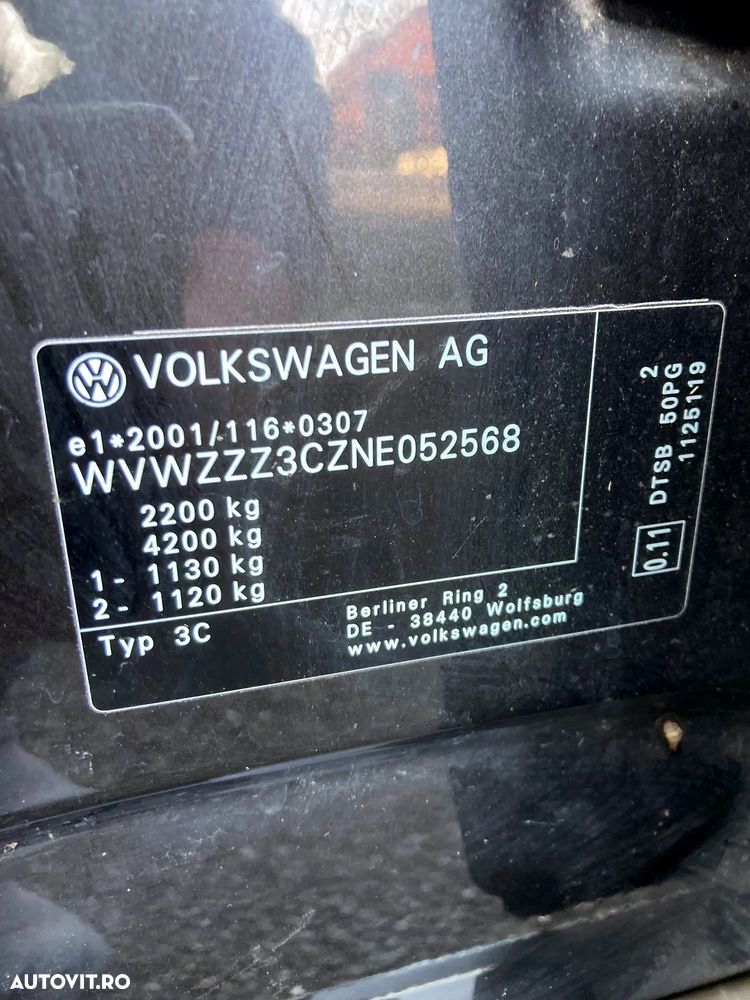 VOLKSWAGEN AG
e1*2001/116*0307
WVWZZZ3CZNE052568
2200 kg
4200 kg
1- 1130 kg
2- 1120 kg
Typ 3C
Berliner Ring 2
DE - 38440 Wolfsburg
www.volkswagen.com
0.11
DTSB 50PG 2
1125119
AUTOVIT.RO